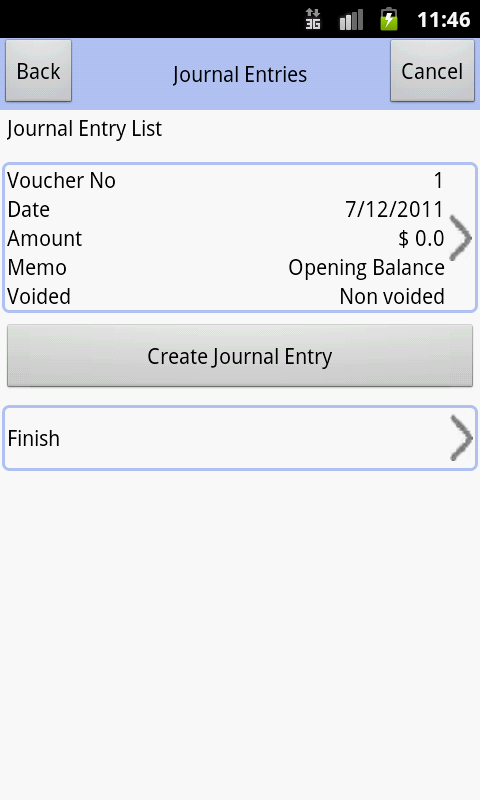 3G 11:46
Back Journal Entries Cancel
Journal Entry List
Voucher No 1
Date 7/12/2011
Amount $ 0.0
Memo Opening Balance
Voided Non voided
Create Journal Entry
Finish